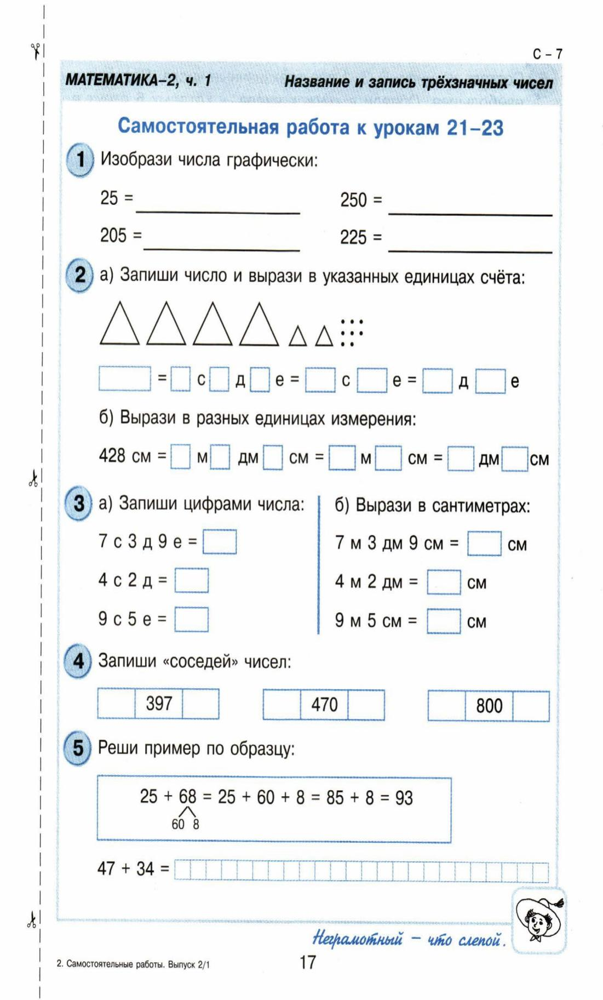 С – 7
МАТЕМАТИКА–2, ч. 1 Название и запись трёхзначных чисел
Самостоятельная работа к урокам 21–23
1 Изобрази числа графически:
25 = 250 =
205 = 225 =
2 а) Запиши число и вырази в указанных единицах счёта:
= с д е = с е = д е
б) Вырази в разных единицах измерения:
428 см = м дм см = м см = дм см
3 а) Запиши цифрами числа: б) Вырази в сантиметрах:
7 с 3 д 9 е = 7 м 3 дм 9 см = см
4 с 2 д = 4 м 2 дм = см
9 с 5 е = 9 м 5 см = см
4 Запиши «соседей» чисел:
397 470 800
5 Реши пример по образцу:
25 + 68 = 25 + 60 + 8 = 85 + 8 = 93
60 8
47 + 34 =
Неграмотный – что слепой.
2. Самостоятельные работы. Выпуск 2/1 17